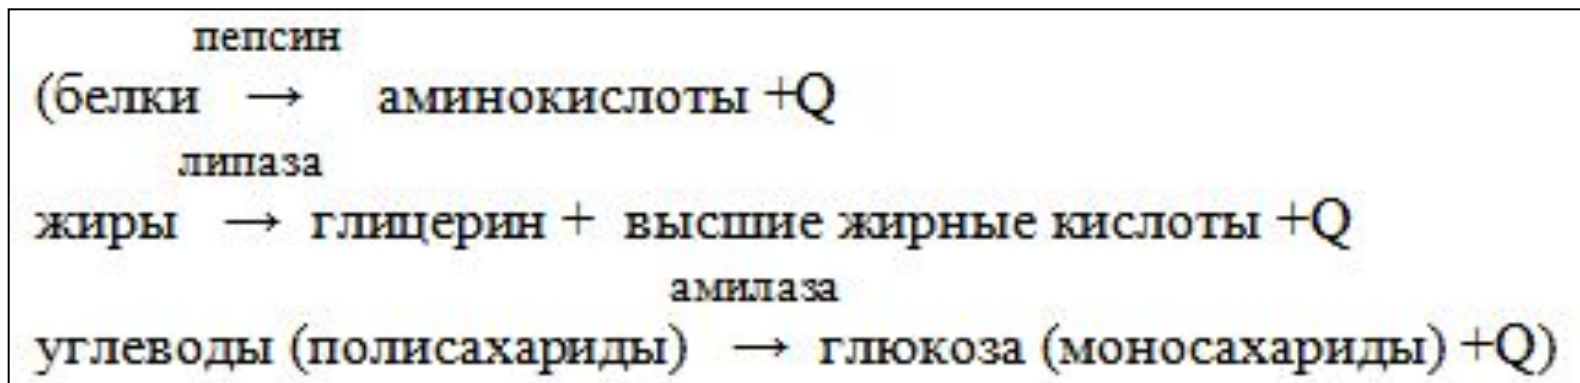 пепсин
(белки → аминокислоты +Q
липаза
жиры → глицерин + высшие жирные кислоты +Q
амилаза
углеводы (полисахариды) → глюкоза (моносахариды) +Q)